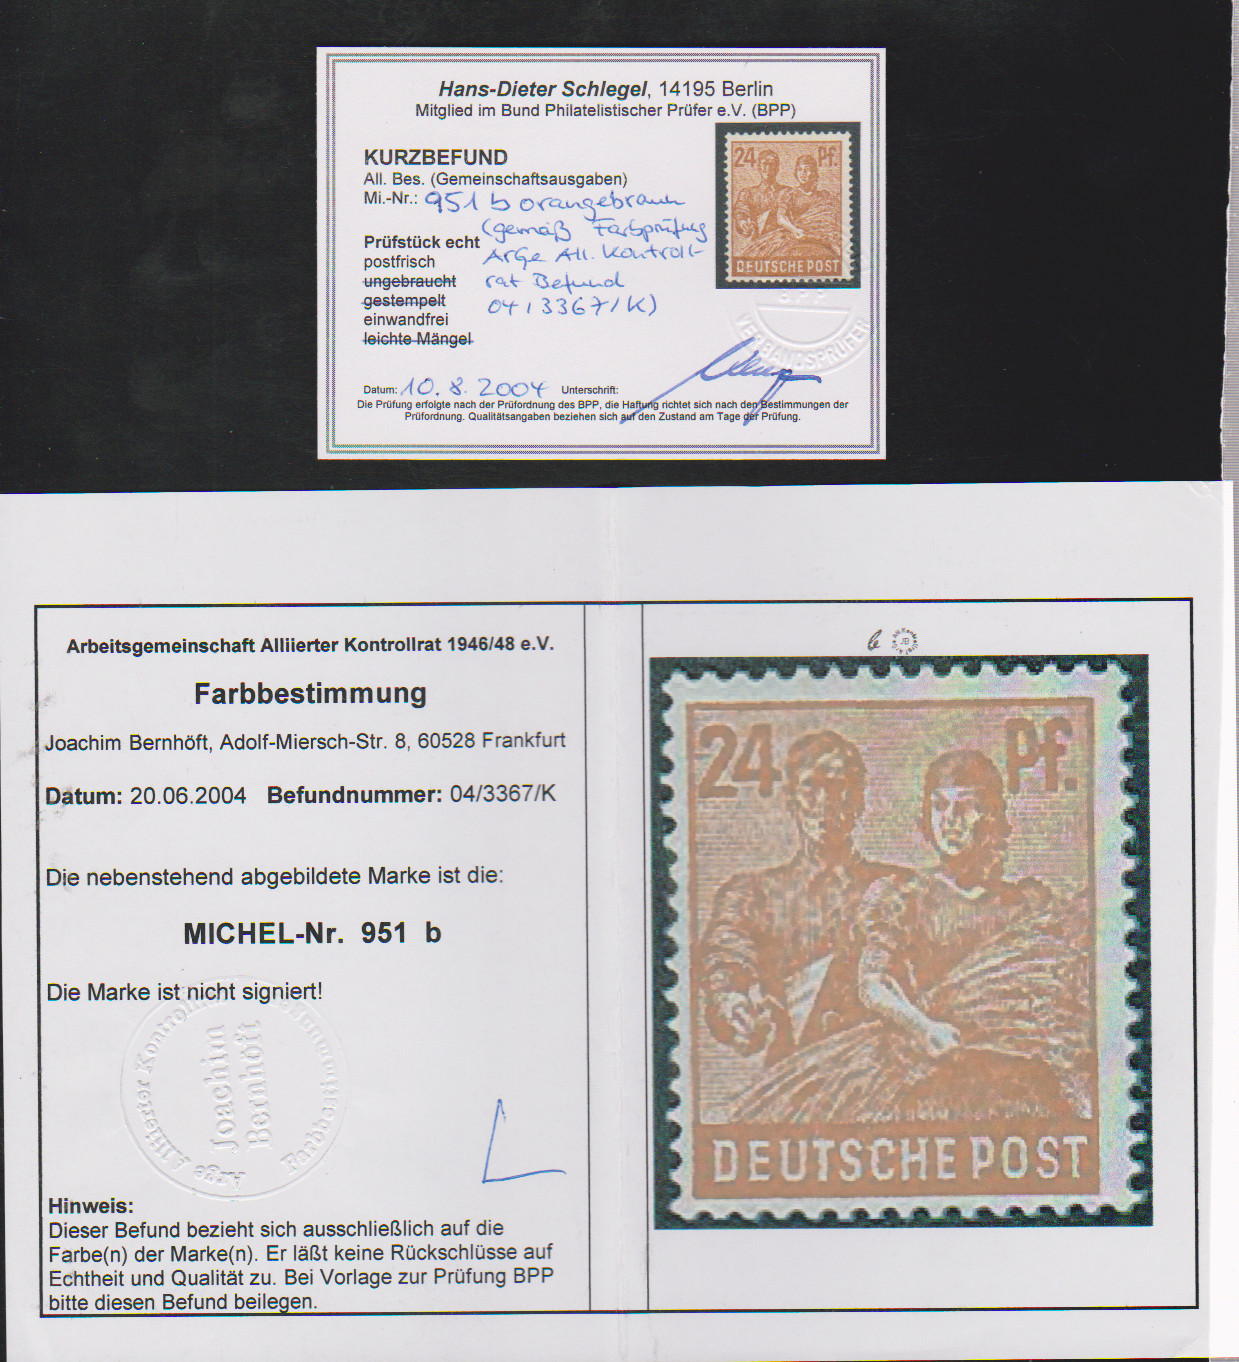 Hans-Dieter Schlegel, 14195 Berlin
Mitglied im Bund Philatelistischer Prüfer e.V. (BPP)
KURZBEFUND
All. Bes. (Gemeinschaftsausgaben)
Mi.-Nr.: 951 b orangebraun
(gemäß Farbprüfung
ArGe All. Kontroll-
rat Befund
04/3367/K)
Prüfstück echt
postfrisch
ungebraucht
gestempelt
einwandfrei
leichte Mängel
24 Pf.
DEUTSCHE POST
BPP
VERBANDSPRÜFER
Datum: 10.8.2004 Unterschrift:
Die Prüfung erfolgte nach der Prüfordnung des BPP, die Haftung richtet sich nach den Bestimmungen der
Prüfordnung. Qualitätsangaben beziehen sich auf den Zustand am Tage der Prüfung.
Arbeitsgemeinschaft Alliierter Kontrollrat 1946/48 e.V.
Farbbestimmung
Joachim Bernhöft, Adolf-Miersch-Str. 8, 60528 Frankfurt
Datum: 20.06.2004 Befundnummer: 04/3367/K
Die nebenstehend abgebildete Marke ist die:
MICHEL-Nr. 951 b
Die Marke ist nicht signiert!
Arge Alliierter Kontrollrat
Farbbestimmung
Joachim
Bernhöft
Hinweis:
Dieser Befund bezieht sich ausschließlich auf die
Farbe(n) der Marke(n). Er läßt keine Rückschlüsse auf
Echtheit und Qualität zu. Bei Vorlage zur Prüfung BPP
bitte diesen Befund beilegen.
b
24 Pf.
DEUTSCHE POST